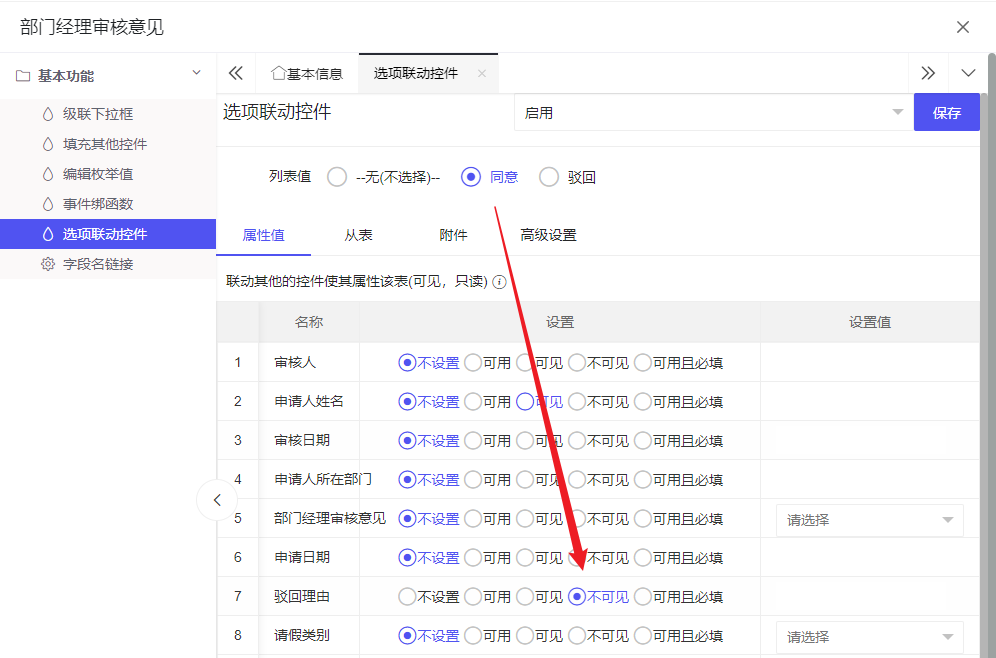 部门经理审核意见
基本功能
级联下拉框
填充其他控件
编辑枚举值
事件绑函数
选项联动控件
字段名链接
基本信息 选项联动控件
选项联动控件 启用 保存
列表值 --无(不选择)-- 同意 驳回
属性值 从表 附件 高级设置
联动其他的控件使其属性该表(可见，只读)
名称 设置 设置值
1 审核人 不设置 可用 可见 不可见 可用且必填
2 申请人姓名 不设置 可用 可见 不可见 可用且必填
3 审核日期 不设置 可用 可见 不可见 可用且必填
4 申请人所在部门 不设置 可用 可见 不可见 可用且必填
5 部门经理审核意见 不设置 可用 可见 不可见 可用且必填 请选择
6 申请日期 不设置 可用 可见 不可见 可用且必填
7 驳回理由 不设置 可用 可见 不可见 可用且必填
8 请假类别 不设置 可用 可见 不可见 可用且必填 请选择